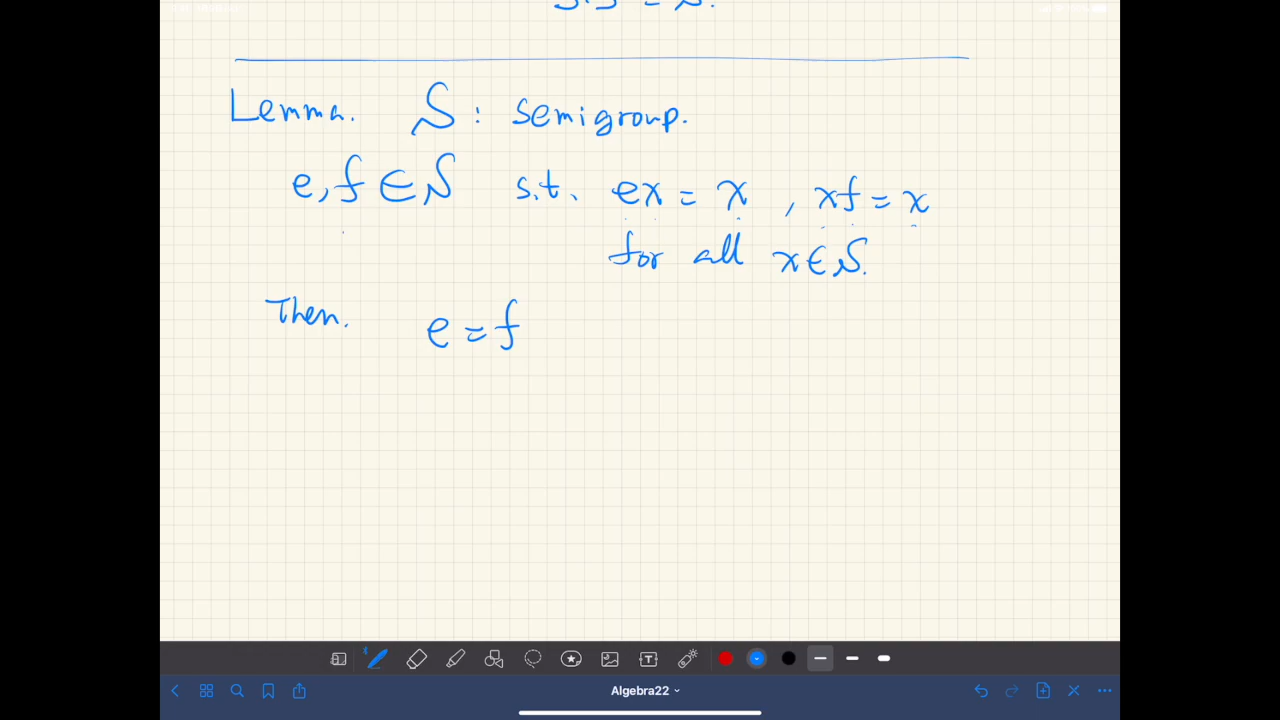 Lemma. S : semigroup.
e, f ∈ S s.t. ex = x , xf = x
for all x ∈ S.
Then. e = f
Algebra22